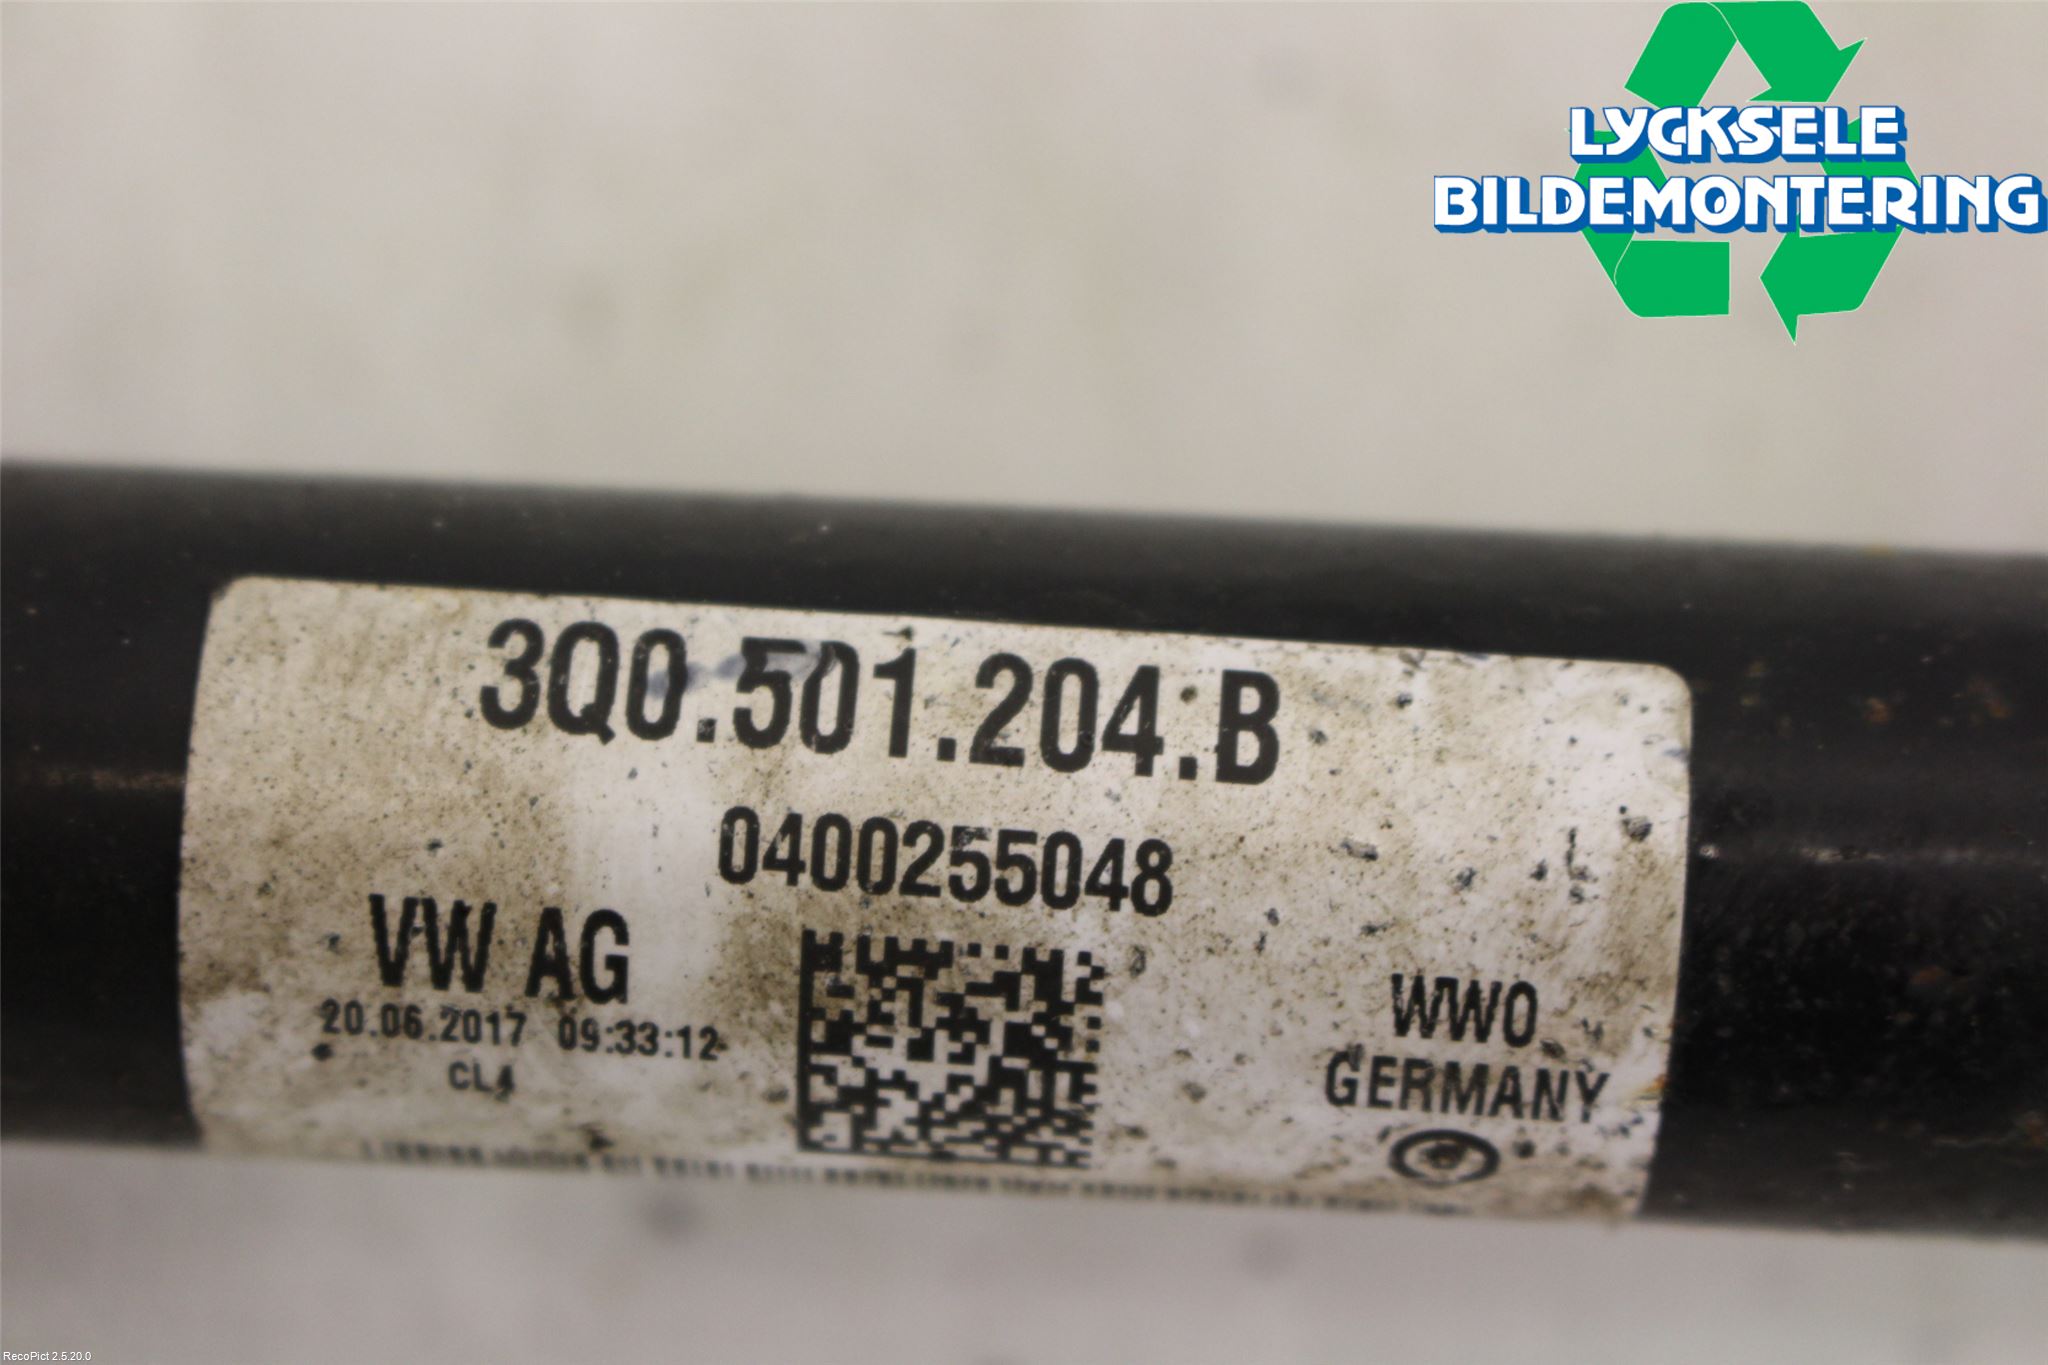 LYCKSELE
BILDEMONTERING
3Q0.501.204.B
0400255048
VW AG
20.06.2017 09:33:12
CL4
WWO
GERMANY
RecoPict 2.5.20.0